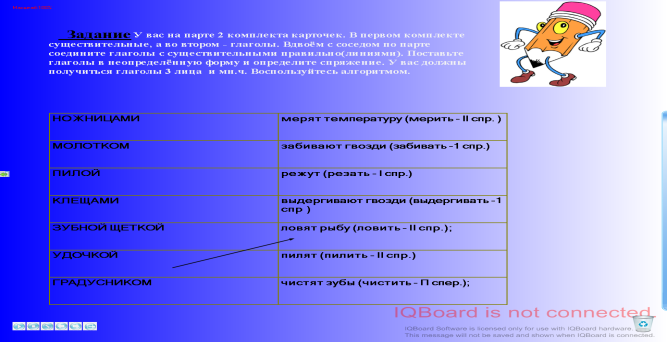 Задание У вас на парте 2 комплекта карточек. В первом комплекте
существительные, а во втором - глаголы. Вдвоём с соседом по парте
соедините глаголы с существительными правильно(линиями). Поставьте
глаголы в неопределённую форму и определите спряжение. У вас должны
получиться глаголы 3 лица и мн.ч. Воспользуйтесь алгоритмом.
НОЖНИЦАМИ мерят температуру (мерить - II спр. )
МОЛОТКОМ забивают гвозди (забивать -1 спр.)
ПИЛОЙ режут (резать - I спр.)
КЛЕЩАМИ выдергивают гвозди (выдергивать -1
спр )
ЗУБНОЙ ЩЕТКОЙ ловят рыбу (ловить - II спр.);
УДОЧКОЙ пилят (пилить - II спр.)
ГРАДУСНИКОМ чистят зубы (чистить - П спер.);
IQBoard is not connected
IQBoard Software is licensed only for use with IQBoard hardware.
This message will not be saved and shown when IQBoard is connected.